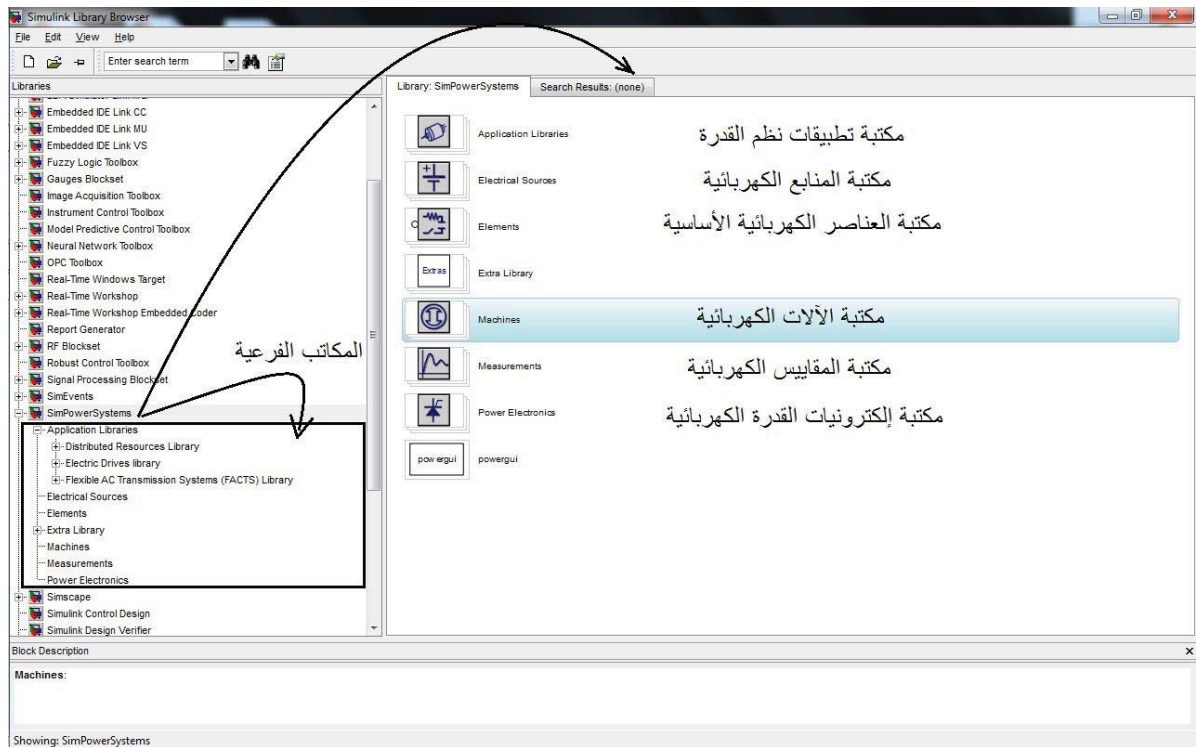 Simulink Library Browser
File Edit View Help
Enter search term
Libraries
Library: SimPowerSystems
Search Results: (none)
Embedded IDE Link CC
Embedded IDE Link MU
Embedded IDE Link VS
Fuzzy Logic Toolbox
Gauges Blockset
Image Acquisition Toolbox
Instrument Control Toolbox
Model Predictive Control Toolbox
Neural Network Toolbox
OPC Toolbox
Real-Time Windows Target
Real-Time Workshop
Real-Time Workshop Embedded Coder
Report Generator
RF Blockset
Robust Control Toolbox
Signal Processing Blockset
SimEvents
SimPowerSystems
المكاتب الفرعية
Application Libraries
Distributed Resources Library
Electric Drives library
Flexible AC Transmission Systems (FACTS) Library
Electrical Sources
Elements
Extra Library
Machines
Measurements
Power Electronics
Simscape
Simulink Control Design
Simulink Design Verifier
Application Libraries مكتبة تطبيقات نظم القدرة
Electrical Sources مكتبة المنابع الكهربائية
Elements مكتبة العناصر الكهربائية الأساسية
Extras Extra Library
Machines مكتبة الآلات الكهربائية
Measurements مكتبة المقاييس الكهربائية
Power Electronics مكتبة إلكترونيات القدرة الكهربائية
powergui powergui
Block Description
Machines:
Showing: SimPowerSystems